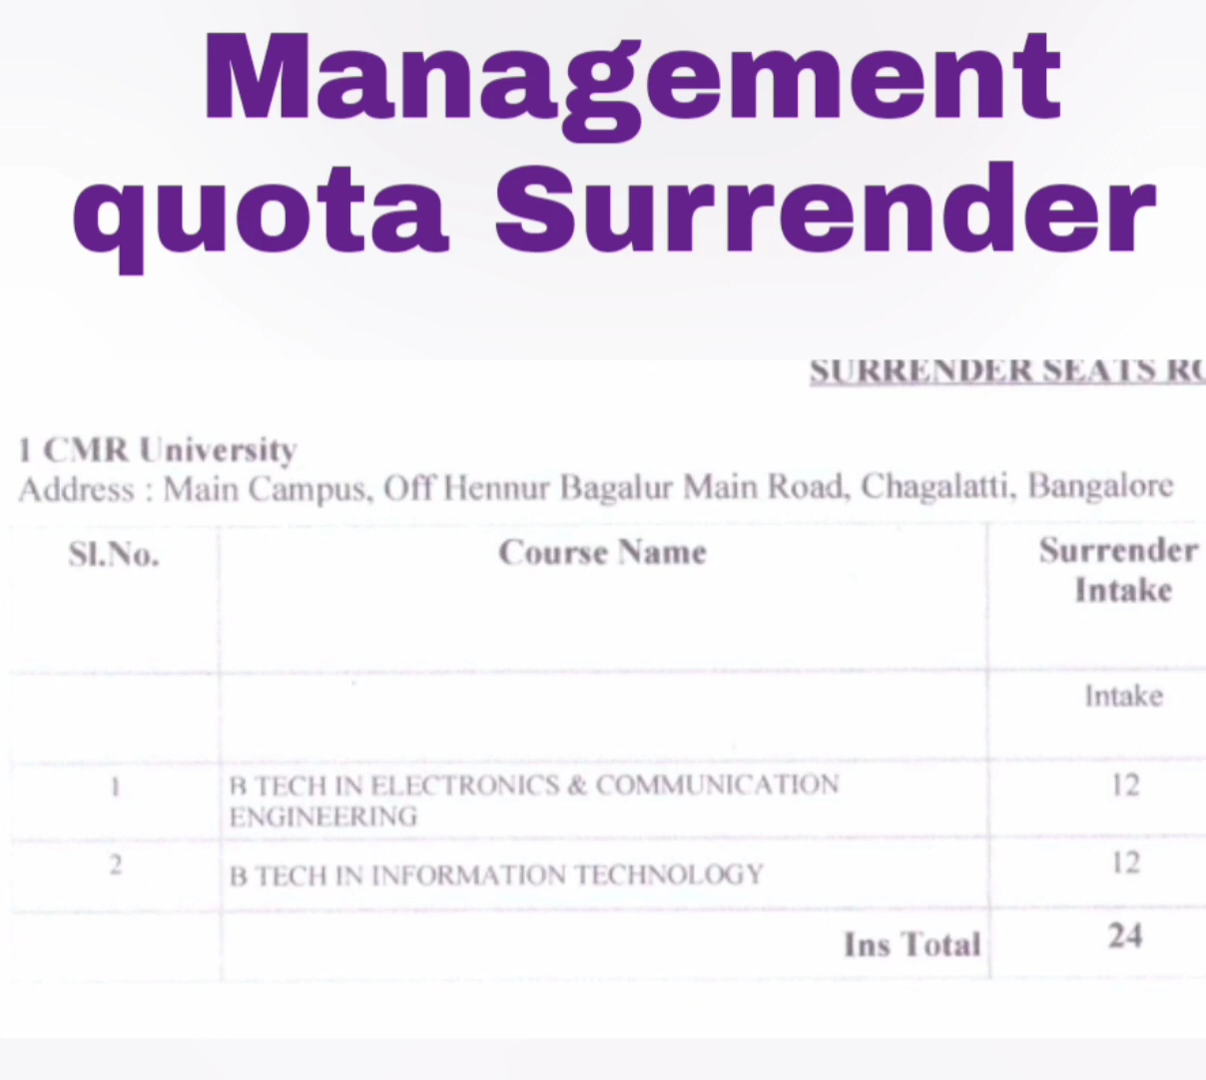 Management
quota Surrender
SURRENDER SEATS
1 CMR University
Address : Main Campus, Off Hennur Bagalur Main Road, Chagalatti, Bangalore
Sl.No.
Course Name
Surrender
Intake
Intake
1
B TECH IN ELECTRONICS & COMMUNICATION
ENGINEERING
12
2
B TECH IN INFORMATION TECHNOLOGY
12
Ins Total
24